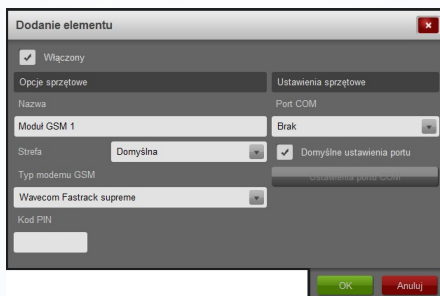 Dodanie elementu
Włączony
Opcje sprzętowe
Nazwa
Moduł GSM 1
Strefa Domyślna
Typ modemu GSM
Wavecom Fastrack supreme
Kod PIN
Ustawienia sprzętowe
Port COM
Brak
Domyślne ustawienia portu
Ustawienia portu COM
OK Anuluj